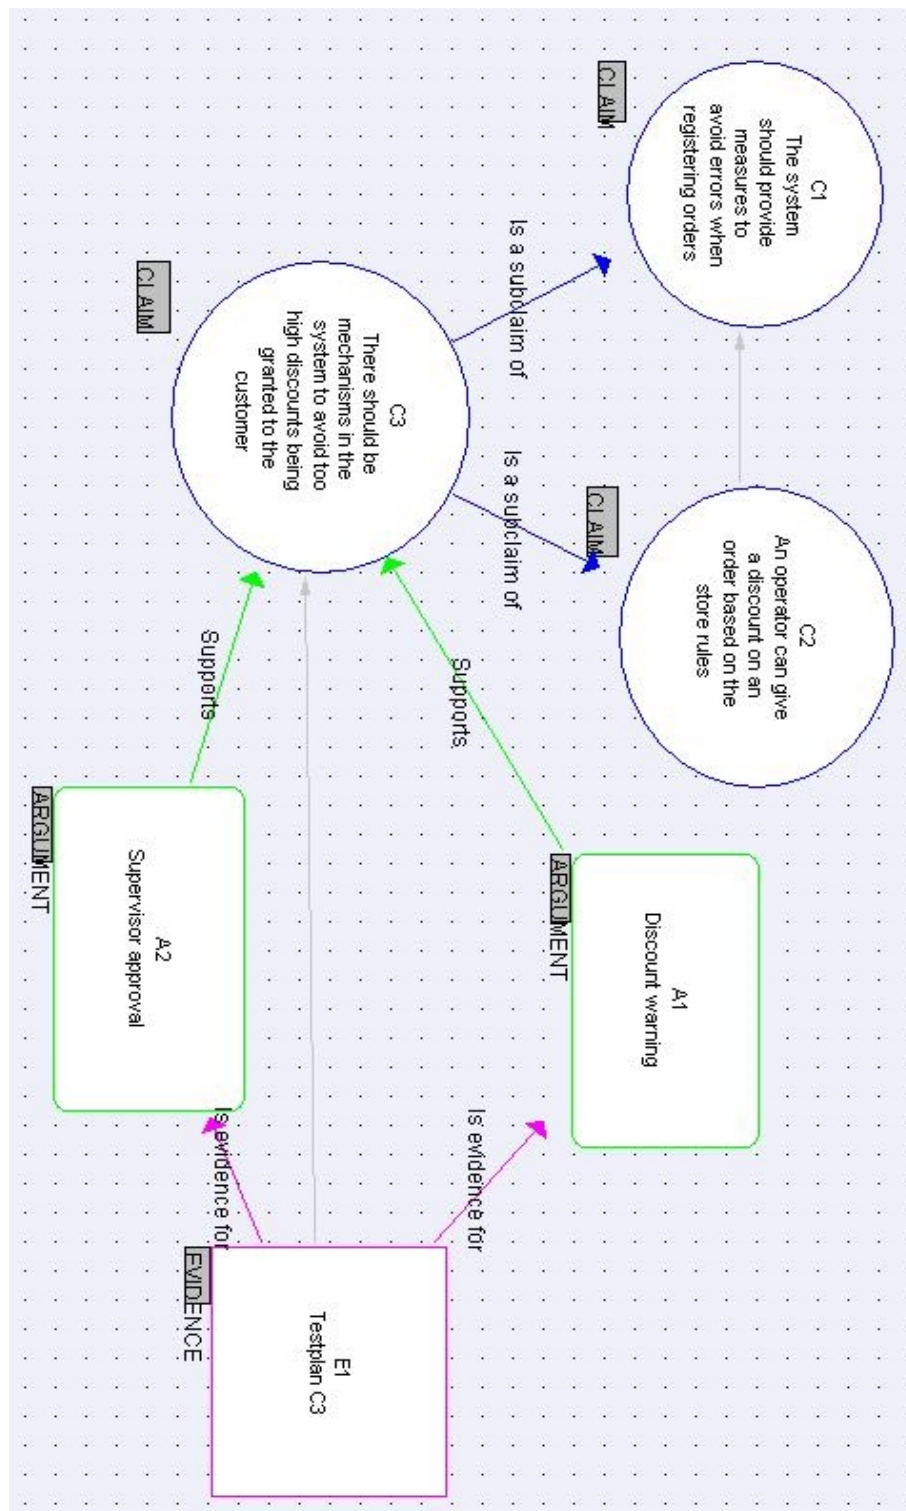 C1
The system
should provide
measures to
avoid errors when
registering orders
CLAIM
Is a subclaim of
C3
There should be
mechanisms in the
system to avoid too
high discounts being
granted to the
customer
CLAIM
C2
An operator can give
a discount on an
order based on the
store rules
CLAIM
Is a subclaim of
Supports
Supports
A1
Discount warning
ARGUMENT
A2
Supervisor approval
ARGUMENT
Is evidence for
Is evidence for
E1
Testplan C3
EVIDENCE